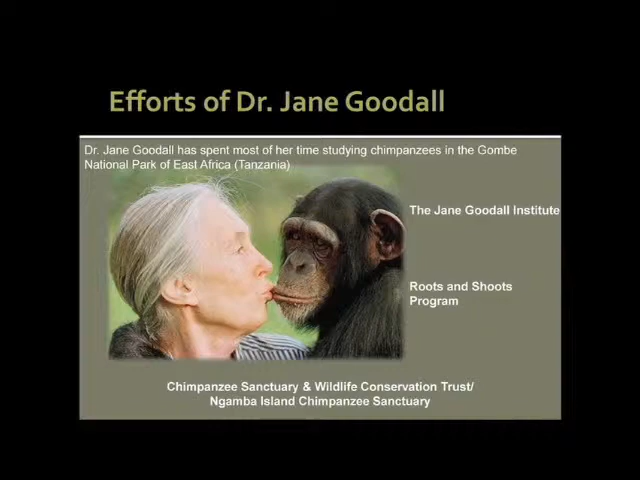 Efforts of Dr. Jane Goodall
Dr. Jane Goodall has spent most of her time studying chimpanzees in the Gombe
National Park of East Africa (Tanzania)
The Jane Goodall Institute
Roots and Shoots
Program
Chimpanzee Sanctuary & Wildlife Conservation Trust/
Ngamba Island Chimpanzee Sanctuary